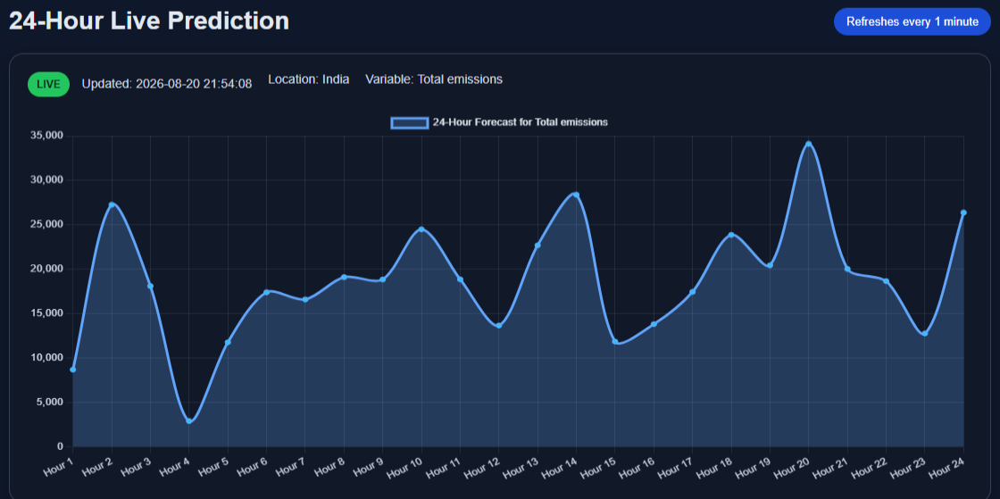 24-Hour Live Prediction
Refreshes every 1 minute
LIVE Updated: 2026-08-20 21:54:08 Location: India Variable: Total emissions
24-Hour Forecast for Total emissions
35,000
30,000
25,000
20,000
15,000
10,000
5,000
0
Hour 1 Hour 2 Hour 3 Hour 4 Hour 5 Hour 6 Hour 7 Hour 8 Hour 9 Hour 10 Hour 11 Hour 12 Hour 13 Hour 14 Hour 15 Hour 16 Hour 17 Hour 18 Hour 19 Hour 20 Hour 21 Hour 22 Hour 23 Hour 24